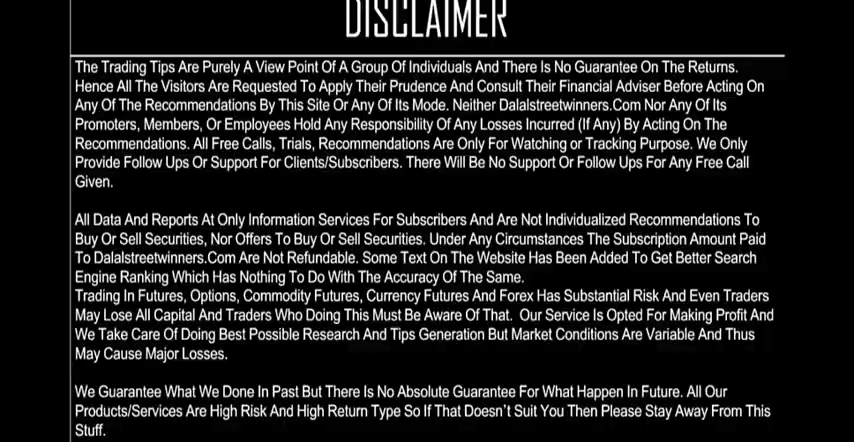 DISCLAIMER
The Trading Tips Are Purely A View Point Of A Group Of Individuals And There Is No Guarantee On The Returns.
Hence All The Visitors Are Requested To Apply Their Prudence And Consult Their Financial Adviser Before Acting On
Any Of The Recommendations By This Site Or Any Of Its Mode. Neither Dalalstreetwinners.Com Nor Any Of Its
Promoters, Members, Or Employees Hold Any Responsibility Of Any Losses Incurred (If Any) By Acting On The
Recommendations. All Free Calls, Trials, Recommendations Are Only For Watching or Tracking Purpose. We Only
Provide Follow Ups Or Support For Clients/Subscribers. There Will Be No Support Or Follow Ups For Any Free Call
Given.
All Data And Reports At Only Information Services For Subscribers And Are Not Individualized Recommendations To
Buy Or Sell Securities, Nor Offers To Buy Or Sell Securities. Under Any Circumstances The Subscription Amount Paid
To Dalalstreetwinners.Com Are Not Refundable. Some Text On The Website Has Been Added To Get Better Search
Engine Ranking Which Has Nothing To Do With The Accuracy Of The Same.
Trading In Futures, Options, Commodity Futures, Currency Futures And Forex Has Substantial Risk And Even Traders
May Lose All Capital And Traders Who Doing This Must Be Aware Of That. Our Service Is Opted For Making Profit And
We Take Care Of Doing Best Possible Research And Tips Generation But Market Conditions Are Variable And Thus
May Cause Major Losses.
We Guarantee What We Done In Past But There Is No Absolute Guarantee For What Happen In Future. All Our
Products/Services Are High Risk And High Return Type So If That Doesn't Suit You Then Please Stay Away From This
Stuff.